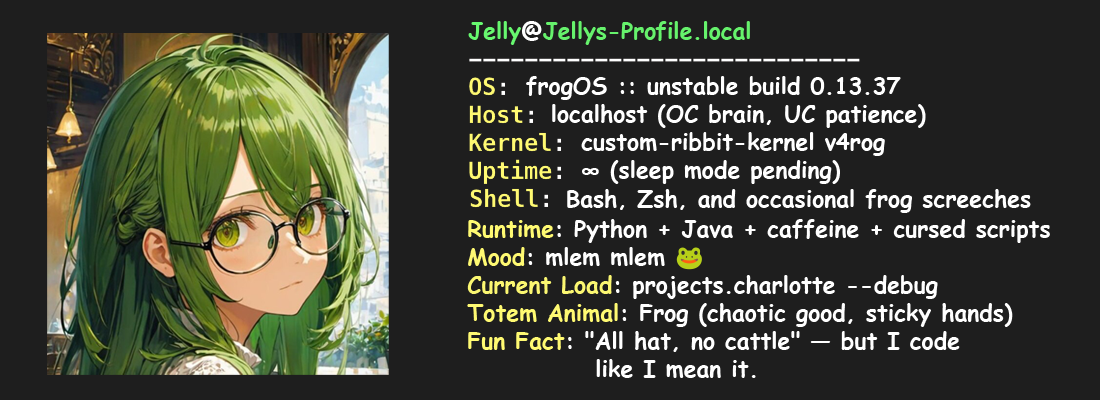 Jelly@Jellys-Profile.local
----------------------------
OS: frogOS :: unstable build 0.13.37
Host: localhost (OC brain, UC patience)
Kernel: custom-ribbit-kernel v4rog
Uptime: ∞ (sleep mode pending)
Shell: Bash, Zsh, and occasional frog screeches
Runtime: Python + Java + caffeine + cursed scripts
Mood: mlem mlem 🐸
Current Load: projects.charlotte --debug
Totem Animal: Frog (chaotic good, sticky hands)
Fun Fact: "All hat, no cattle" — but I code
like I mean it.